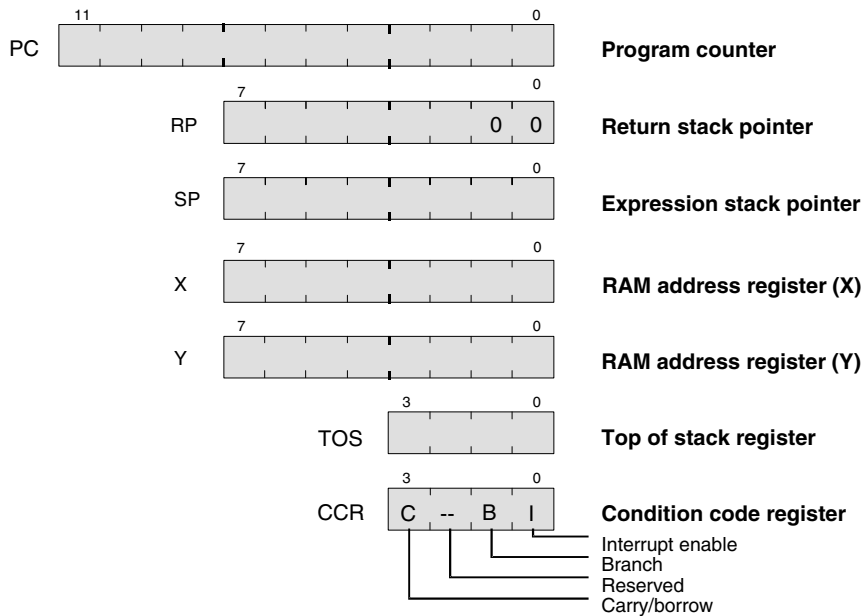 11 0
PC Program counter
7 0
RP 0 0 Return stack pointer
7 0
SP Expression stack pointer
7 0
X RAM address register (X)
7 0
Y RAM address register (Y)
3 0
TOS Top of stack register
3 0
CCR C -- B I Condition code register
Interrupt enable
Branch
Reserved
Carry/borrow